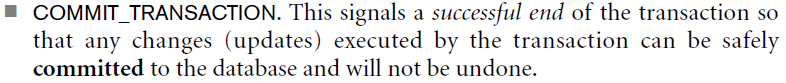 ■ COMMIT_TRANSACTION. This signals a successful end of the transaction so
that any changes (updates) executed by the transaction can be safely
committed to the database and will not be undone.